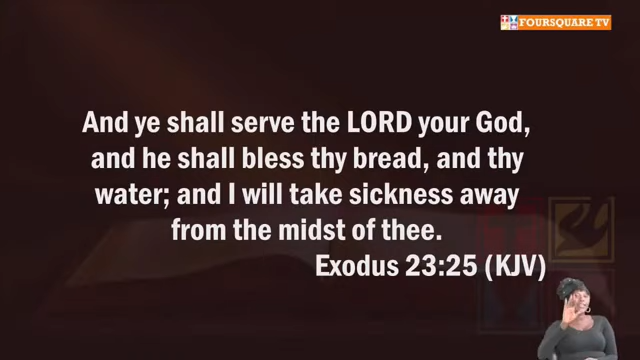 FOURSQUARE TV
And ye shall serve the LORD your God,
and he shall bless thy bread, and thy
water; and I will take sickness away
from the midst of thee.
Exodus 23:25 (KJV)